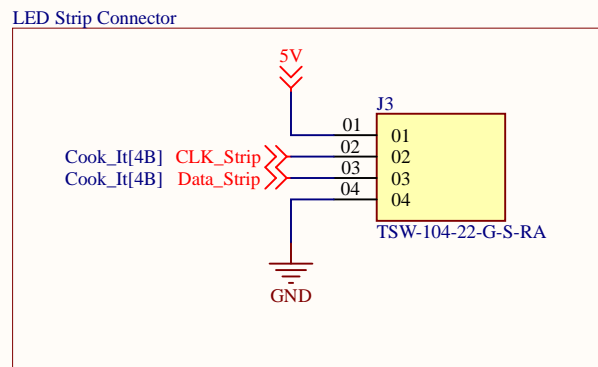 LED Strip Connector
5V
J3
01 01
Cook_It[4B] CLK_Strip 02 02
Cook_It[4B] Data_Strip 03 03
04 04
TSW-104-22-G-S-RA
GND